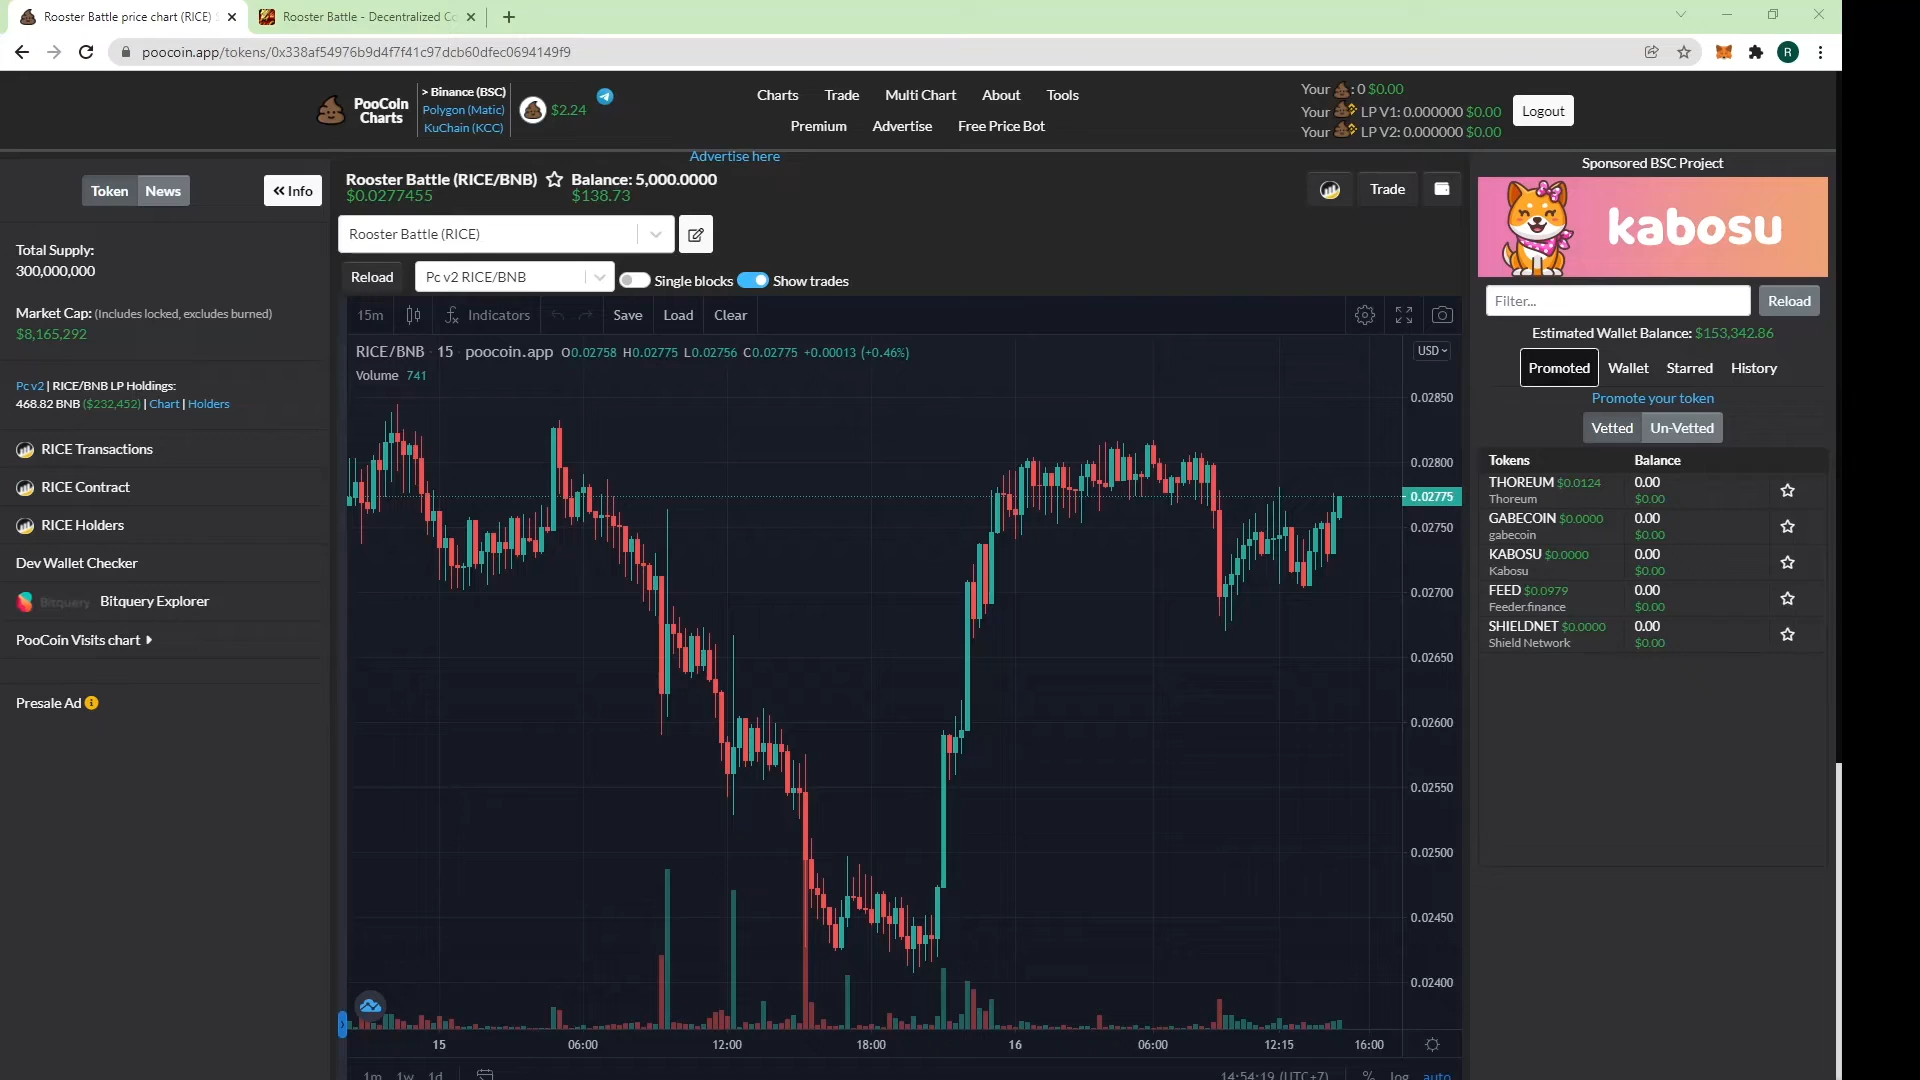 Rooster Battle price chart (RICE)
Rooster Battle - Decentralized Co
poocoin.app/tokens/0x338af54976b9d4f7f41c97dcb60dfec0694149f9
R
PooCoin
Charts
> Binance (BSC)
Polygon (Matic)
KuChain (KCC)
$2.24
Charts
Trade
Multi Chart
About
Tools
Premium
Advertise
Free Price Bot
Your : 0 $0.00
Your LP V1: 0.000000 $0.00
Your LP V2: 0.000000 $0.00
Logout
Advertise here
Token
News
Info
Total Supply:
300,000,000
Market Cap: (Includes locked, excludes burned)
$8,165,292
Pc v2 | RICE/BNB LP Holdings:
468.82 BNB ($232,452) | Chart | Holders
RICE Transactions
RICE Contract
RICE Holders
Dev Wallet Checker
Bitquery Bitquery Explorer
PooCoin Visits chart
Presale Ad
Rooster Battle (RICE/BNB)
$0.0277455
Balance: 5,000.0000
$138.73
Trade
Rooster Battle (RICE)
Reload
Pc v2 RICE/BNB
Single blocks
Show trades
15m
Indicators
Save
Load
Clear
RICE/BNB · 15 poocoin.app O0.02758 H0.02775 L0.02756 C0.02775 +0.00013 (+0.46%)
Volume 741
USD
0.02850
0.02800
0.02775
0.02750
0.02700
0.02650
0.02600
0.02550
0.02500
0.02450
0.02400
15
06:00
12:00
18:00
16
06:00
12:15
16:00
1m 1w 1d
14:54:19 (UTC+7)
% log auto
Sponsored BSC Project
kabosu
Filter...
Reload
Estimated Wallet Balance: $153,342.86
Promoted
Wallet
Starred
History
Promote your token
Vetted
Un-Vetted
Tokens
Balance
THOREUM $0.0124
0.00
Thoreum
$0.00
GABECOIN $0.0000
0.00
gabecoin
$0.00
KABOSU $0.0000
0.00
Kabosu
$0.00
FEED $0.0979
0.00
Feeder.finance
$0.00
SHIELDNET $0.0000
0.00
Shield Network
$0.00